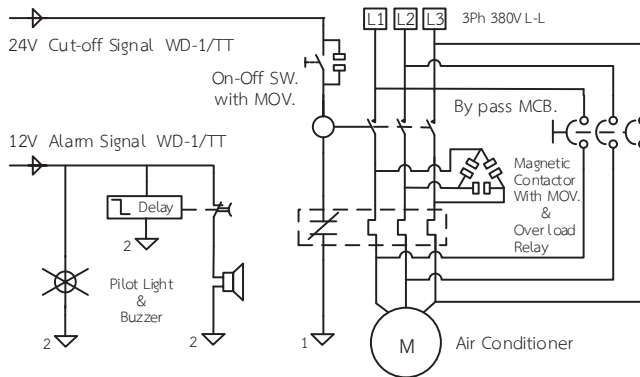 L1 L2 L3 3Ph 380V L-L
24V Cut-off Signal WD-1/TT
On-Off SW.
with MOV.
By pass MCB.
12V Alarm Signal WD-1/TT
Magnetic
Contactor
With MOV.
&
Over load
Relay
Delay
2
Pilot Light
&
Buzzer
2
2
1
M
Air Conditioner